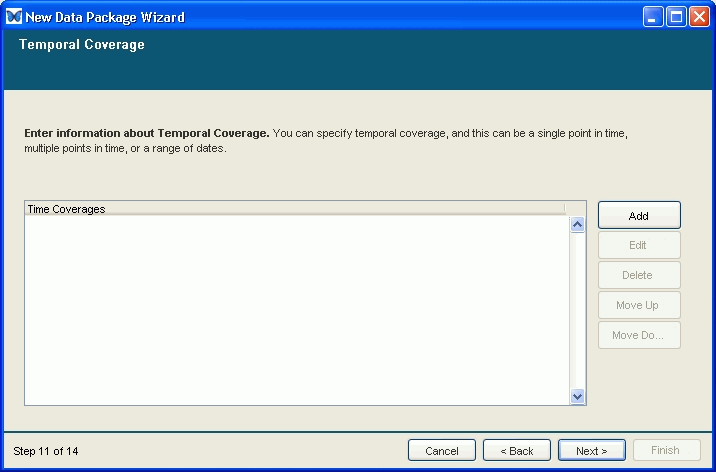 New Data Package Wizard
Temporal Coverage
Enter information about Temporal Coverage. You can specify temporal coverage, and this can be a single point in time,
multiple points in time, or a range of dates.
Time Coverages
Add
Edit
Delete
Move Up
Move Do...
Step 11 of 14
Cancel
< Back
Next >
Finish